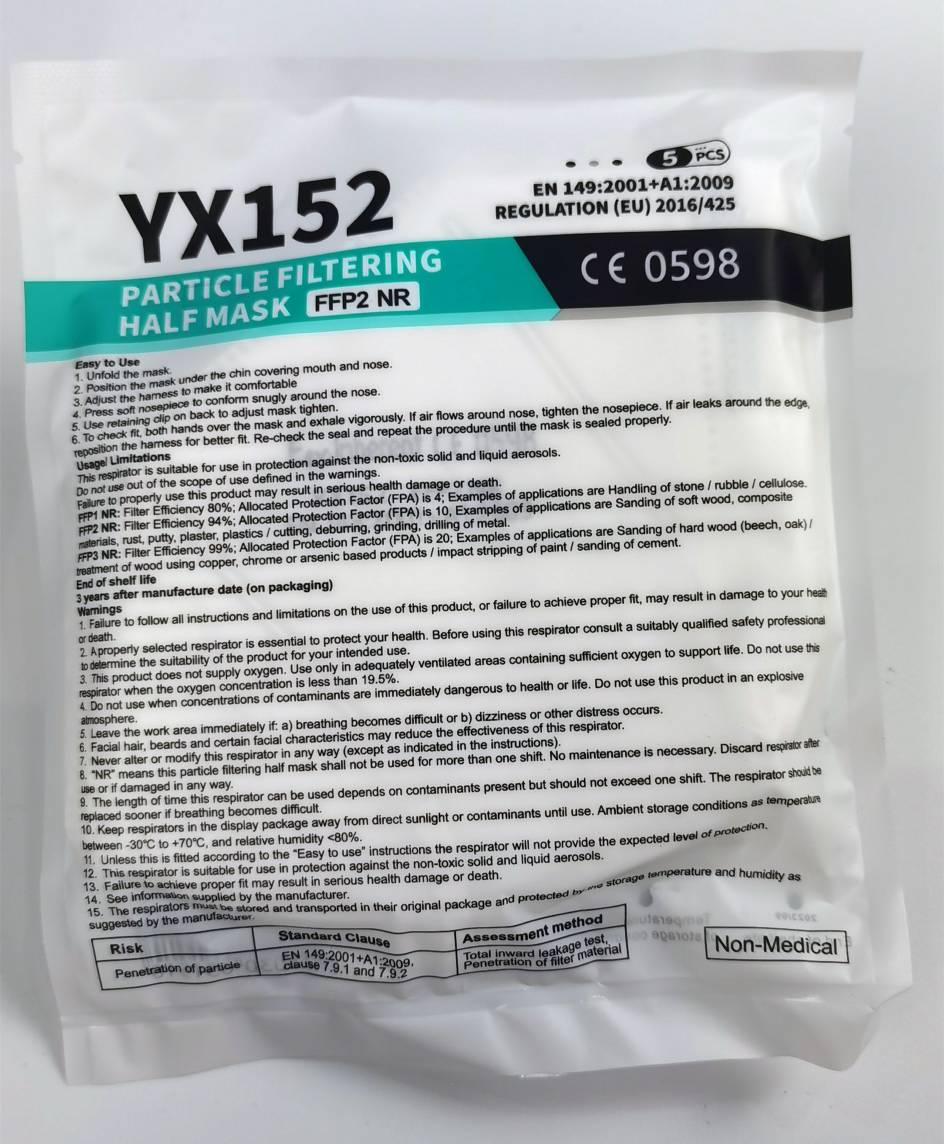 5 PCS
EN 149:2001+A1:2009
REGULATION (EU) 2016/425
YX152
CE 0598
PARTICLE FILTERING
HALF MASK FFP2 NR
Easy to Use
1. Unfold the mask.
2. Position the mask under the chin covering mouth and nose.
3. Adjust the harness to make it comfortable
4. Press soft nosepiece to conform snugly around the nose.
5. Use retaining clip on back to adjust mask tighten.
6. To check fit, both hands over the mask and exhale vigorously. If air flows around nose, tighten the nosepiece. If air leaks around the edge,
reposition the harness for better fit. Re-check the seal and repeat the procedure until the mask is sealed properly.
Usage/ Limitations
This respirator is suitable for use in protection against the non-toxic solid and liquid aerosols.
Do not use out of the scope of use defined in the warnings.
Failure to properly use this product may result in serious health damage or death.
FFP1 NR: Filter Efficiency 80%; Allocated Protection Factor (FPA) is 4; Examples of applications are Handling of stone / rubble / cellulose.
FFP2 NR: Filter Efficiency 94%; Allocated Protection Factor (FPA) is 10, Examples of applications are Sanding of soft wood, composite
materials, rust, putty, plaster, plastics / cutting, deburring, grinding, drilling of metal.
FFP3 NR: Filter Efficiency 99%; Allocated Protection Factor (FPA) is 20; Examples of applications are Sanding of hard wood (beech, oak) /
treatment of wood using copper, chrome or arsenic based products / impact stripping of paint / sanding of cement.
End of shelf life
3 years after manufacture date (on packaging)
Warnings
1. Failure to follow all instructions and limitations on the use of this product, or failure to achieve proper fit, may result in damage to your heath
or death.
2. A properly selected respirator is essential to protect your health. Before using this respirator consult a suitably qualified safety professional
to determine the suitability of the product for your intended use.
3. This product does not supply oxygen. Use only in adequately ventilated areas containing sufficient oxygen to support life. Do not use this
respirator when the oxygen concentration is less than 19.5%.
4. Do not use when concentrations of contaminants are immediately dangerous to health or life. Do not use this product in an explosive
atmosphere.
5. Leave the work area immediately if: a) breathing becomes difficult or b) dizziness or other distress occurs.
6. Facial hair, beards and certain facial characteristics may reduce the effectiveness of this respirator.
7. Never alter or modify this respirator in any way (except as indicated in the instructions).
8. "NR" means this particle filtering half mask shall not be used for more than one shift. No maintenance is necessary. Discard respirator after
use or if damaged in any way.
9. The length of time this respirator can be used depends on contaminants present but should not exceed one shift. The respirator should be
replaced sooner if breathing becomes difficult.
10. Keep respirators in the display package away from direct sunlight or contaminants until use. Ambient storage conditions as temperature
between -30°C to +70°C, and relative humidity <80%.
11. Unless this is fitted according to the "Easy to use" instructions the respirator will not provide the expected level of protection.
12. This respirator is suitable for use in protection against the non-toxic solid and liquid aerosols.
13. Failure to achieve proper fit may result in serious health damage or death.
14. See information supplied by the manufacturer.
15. The respirators must be stored and transported in their original package and protected by the storage temperature and humidity as
suggested by the manufacturer.
Risk Standard Clause Assessment method
Penetration of particle EN 149:2001+A1:2009, clause 7.9.1 and 7.9.2 Total inward leakage test, Penetration of filter material
Non-Medical